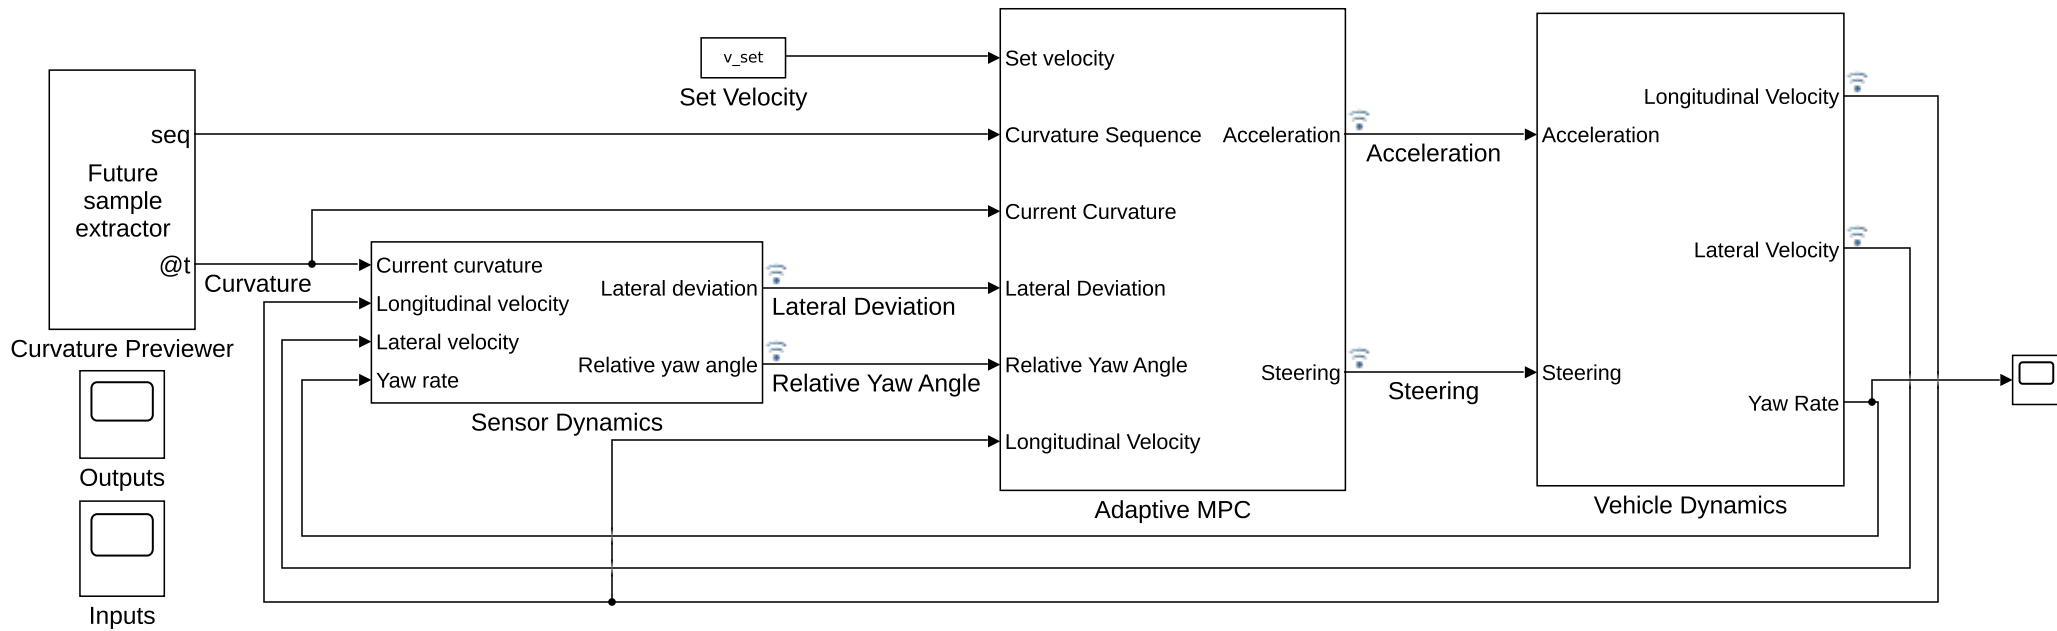 seq
Future
sample
extractor
@t
Curvature Previewer
Curvature
Outputs
Inputs
v_set
Set Velocity
Current curvature
Longitudinal velocity
Lateral velocity
Yaw rate
Lateral deviation
Relative yaw angle
Sensor Dynamics
Lateral Deviation
Relative Yaw Angle
Set velocity
Curvature Sequence
Current Curvature
Lateral Deviation
Relative Yaw Angle
Longitudinal Velocity
Acceleration
Steering
Adaptive MPC
Acceleration
Steering
Acceleration
Steering
Longitudinal Velocity
Lateral Velocity
Yaw Rate
Vehicle Dynamics